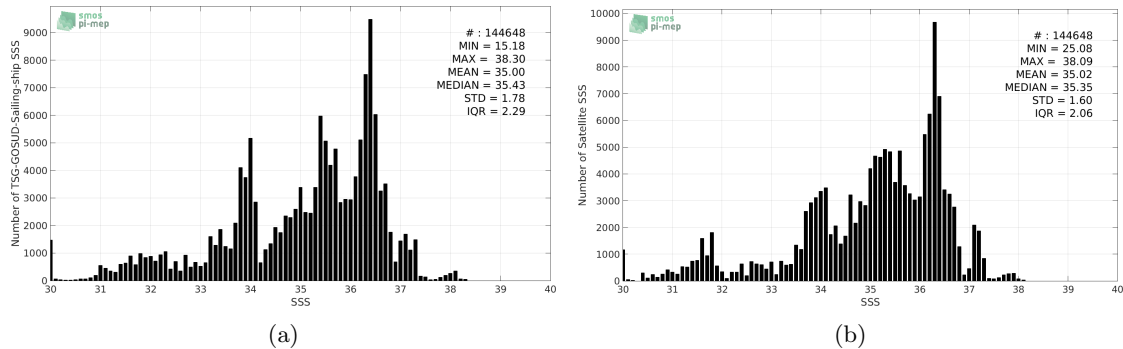 smos
pi-mep
# : 144648
MIN = 15.18
MAX = 38.30
MEAN = 35.00
MEDIAN = 35.43
STD = 1.78
IQR = 2.29
Number of TSG-GOSUD-Sailing-ship SSS
9000
8000
7000
6000
5000
4000
3000
2000
1000
0
30 31 32 33 34 35 36 37 38 39 40
SSS
(a)
smos
pi-mep
# : 144648
MIN = 25.08
MAX = 38.09
MEAN = 35.02
MEDIAN = 35.35
STD = 1.60
IQR = 2.06
Number of Satellite SSS
10000
9000
8000
7000
6000
5000
4000
3000
2000
1000
0
30 31 32 33 34 35 36 37 38 39 40
SSS
(b)